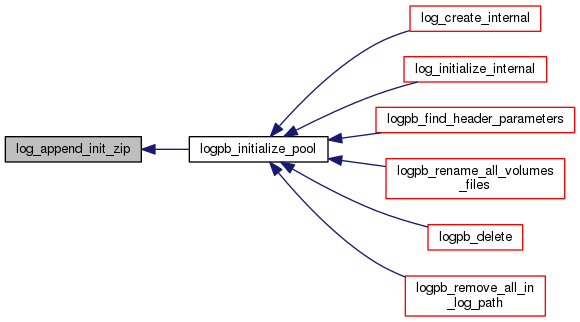 log_create_internal
log_initialize_internal
logpb_find_header_parameters
log_append_init_zip
logpb_initialize_pool
logpb_rename_all_volumes
_files
logpb_delete
logpb_remove_all_in
_log_path